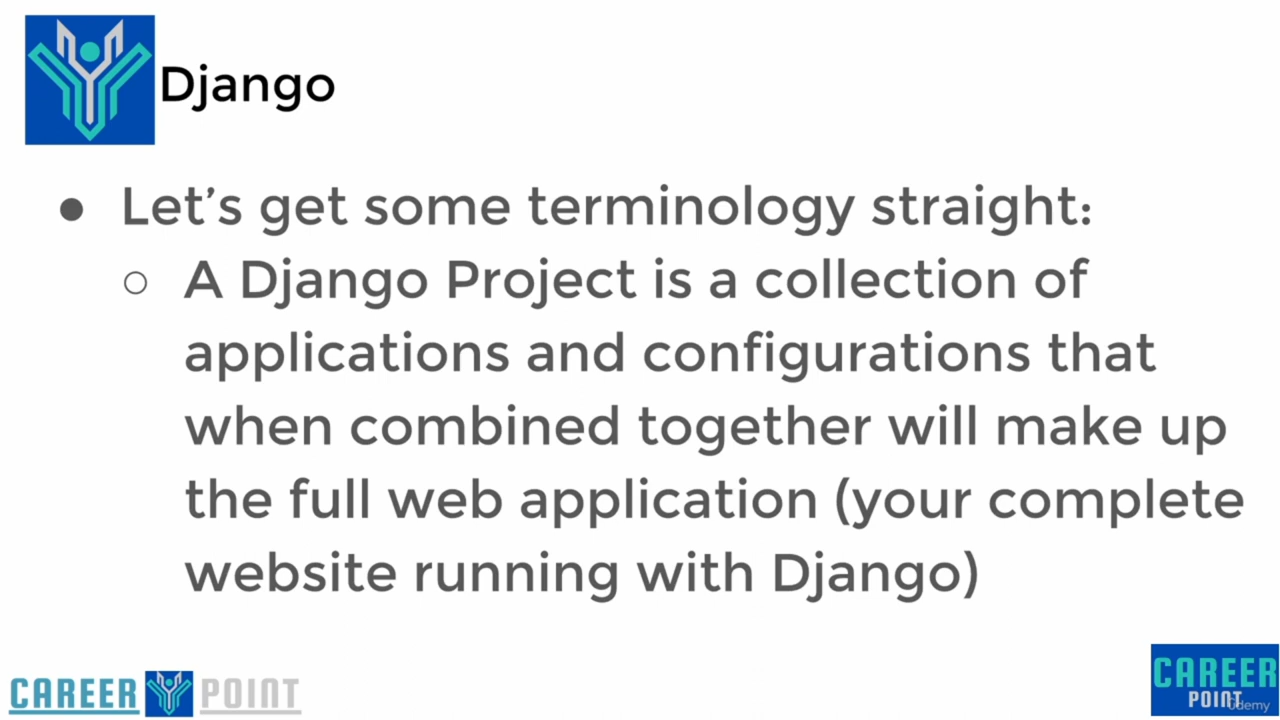 Django
● Let’s get some terminology straight:
○ A Django Project is a collection of
applications and configurations that
when combined together will make up
the full web application (your complete
website running with Django)
CAREER POINT
CAREER
POINT
Udemy